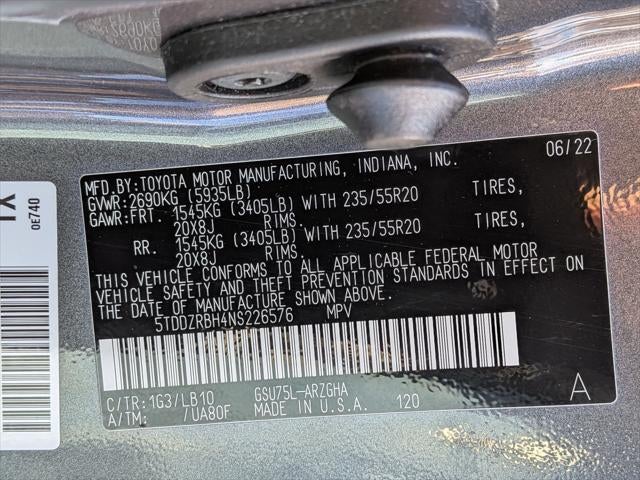 MFD.BY:TOYOTA MOTOR MANUFACTURING, INDIANA, INC. 06/22
GVWR:2690KG (5935LB)
GAWR:FRT. 1545KG (3405LB) WITH 235/55R20 TIRES,
20X8J RIMS.
RR. 1545KG (3405LB) WITH 235/55R20 TIRES,
20X8J RIMS.
THIS VEHICLE CONFORMS TO ALL APPLICABLE FEDERAL MOTOR
VEHICLE SAFETY AND THEFT PREVENTION STANDARDS IN EFFECT ON
THE DATE OF MANUFACTURE SHOWN ABOVE.
5TDDZRBH4NS226576 MPV
C/TR:1G3/LB10 GSU75L-ARZGHA
A/TM: /UA80F MADE IN U.S.A. 120 A
0E740